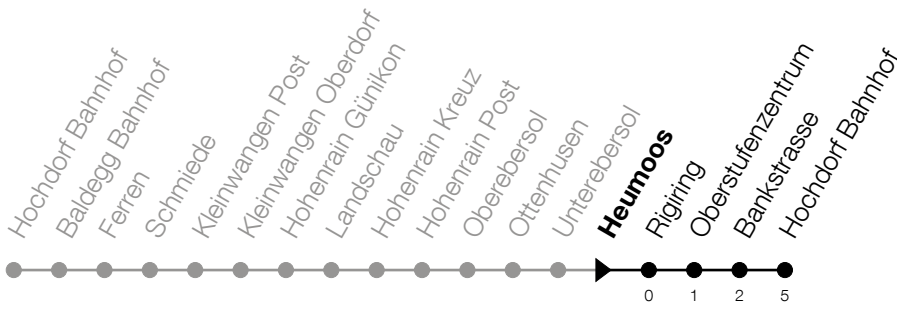 Hochdorf Bahnhof
Baldegg Bahnhof
Ferren
Schmiede
Kleinwangen Post
Kleinwangen Oberdorf
Hohenrain Günikon
Landschau
Hohenrain Kreuz
Hohenrain Post
Oberebersol
Ottenhusen
Unterebersol
Heumoos
Rigiring
Oberstufenzentrum
Bankstrasse
Hochdorf Bahnhof
0 1 2 5